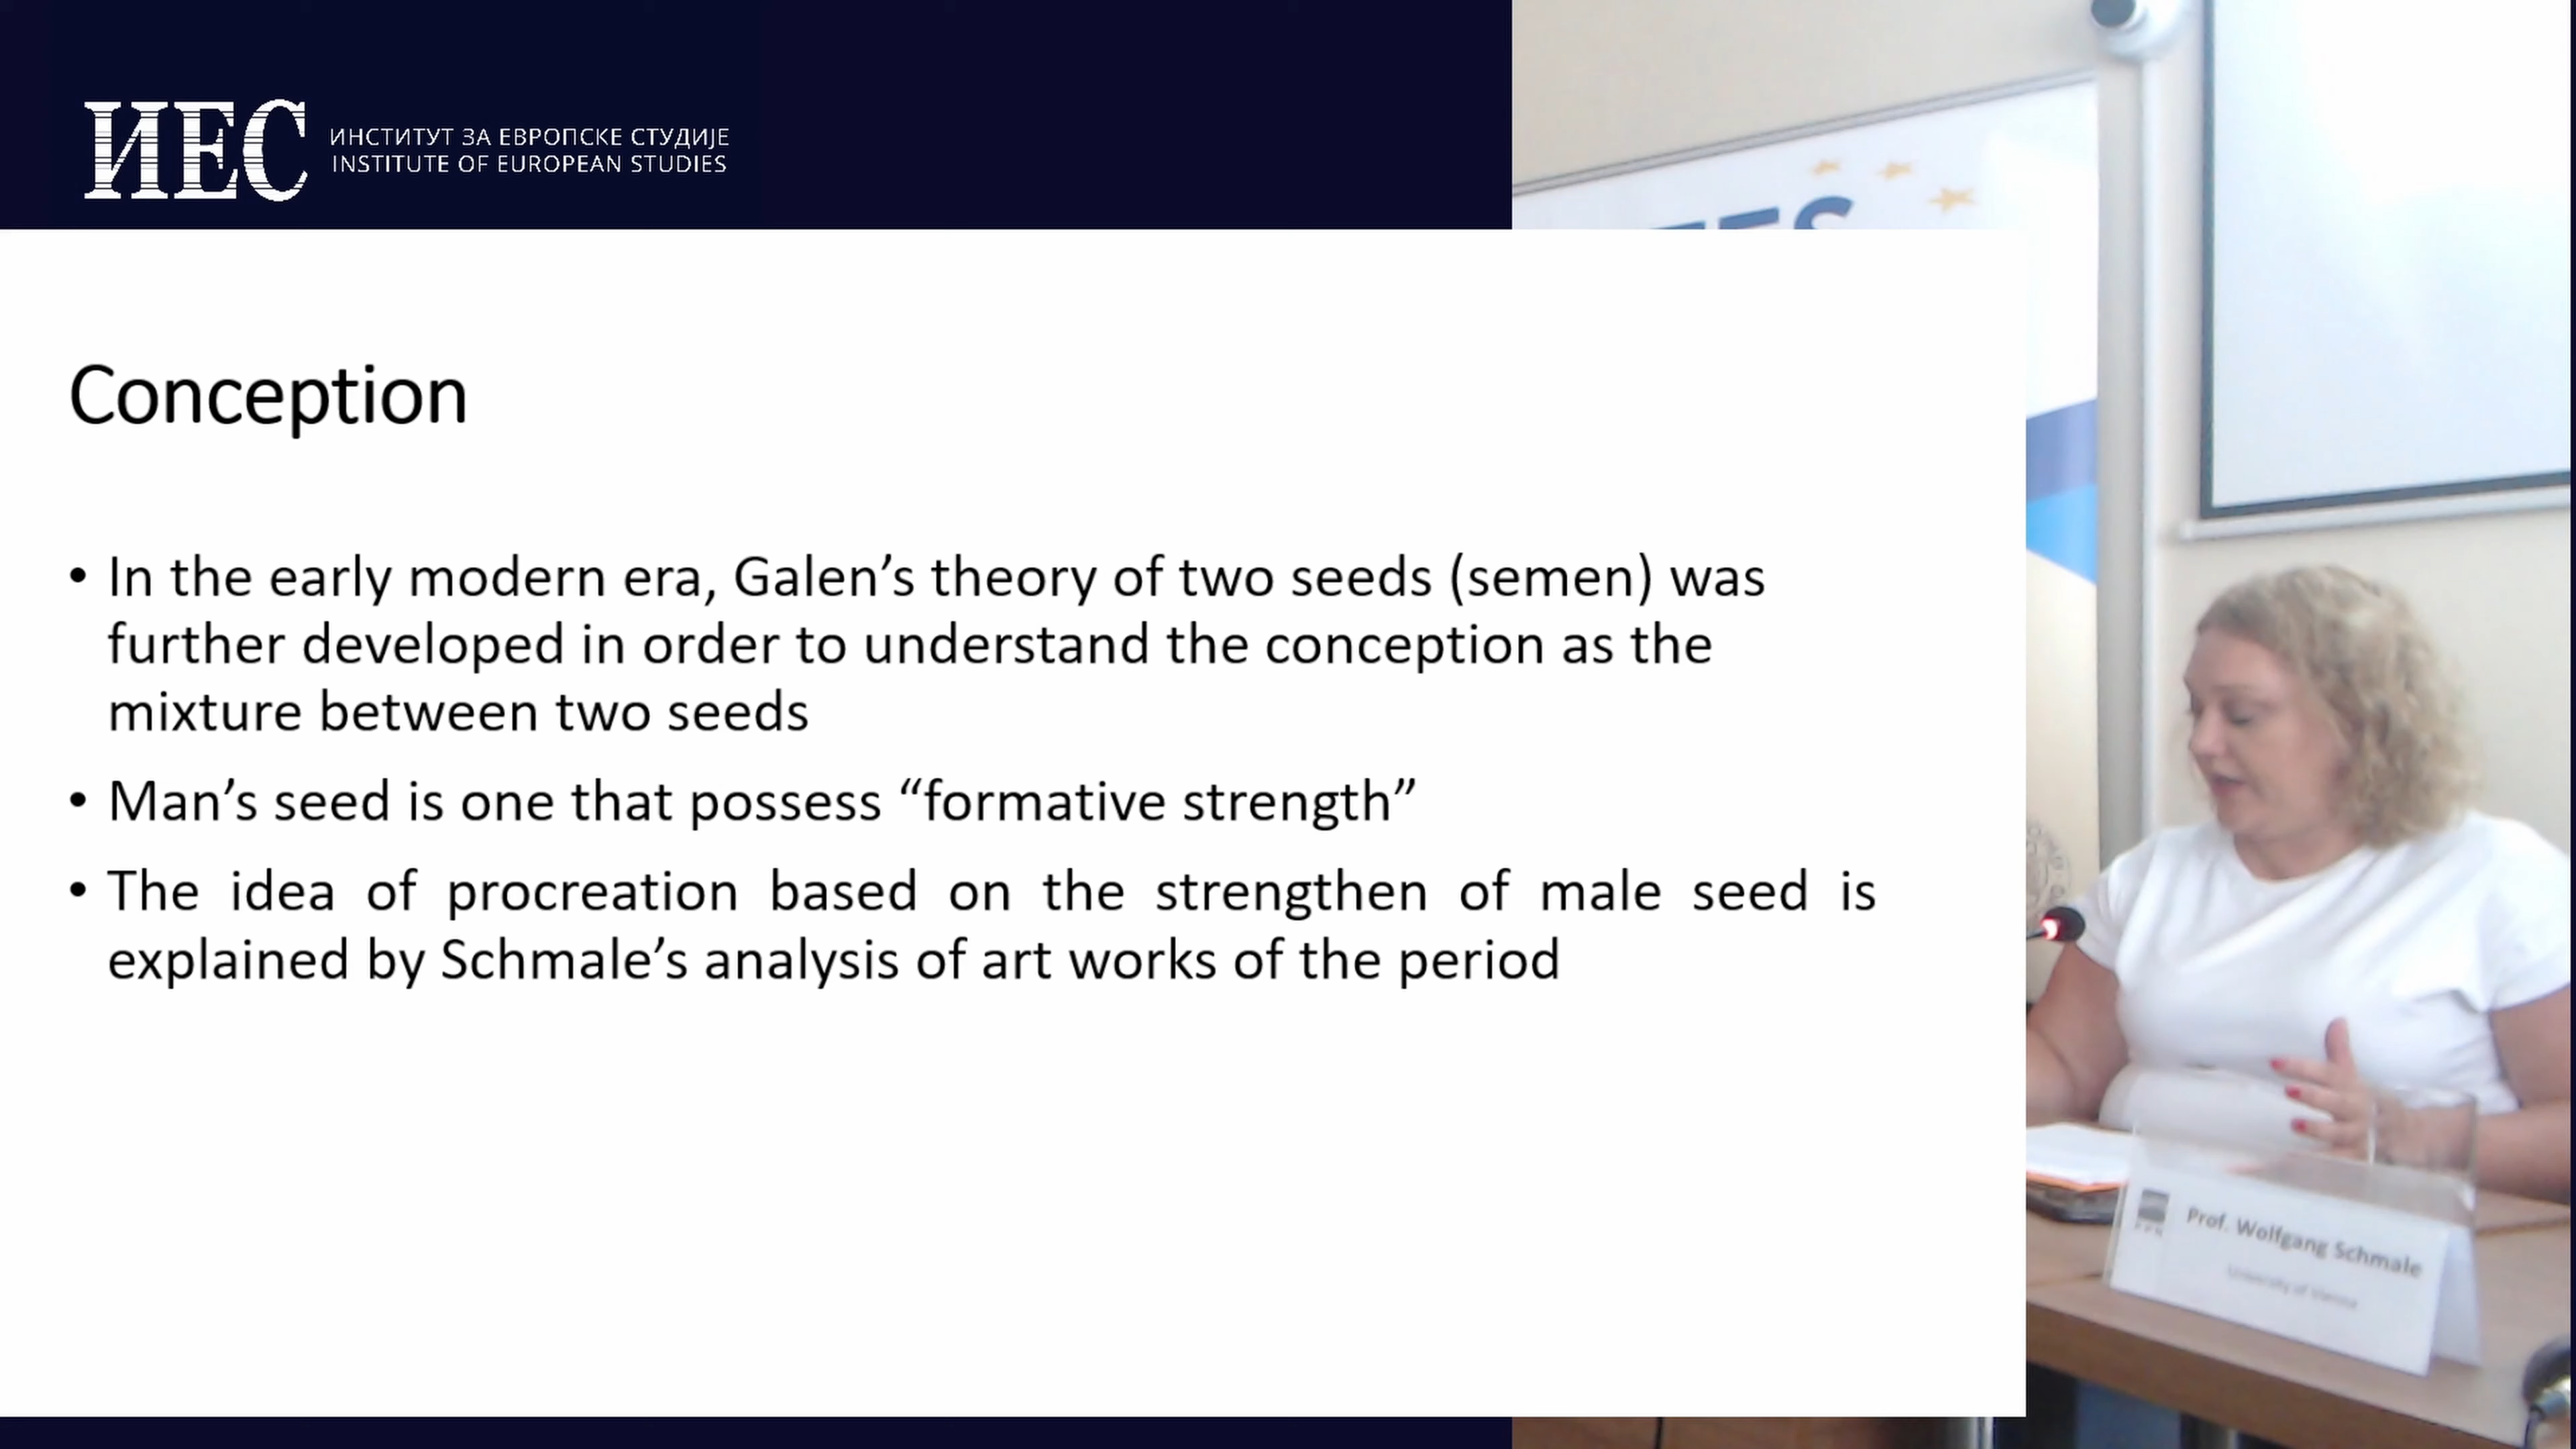 ИЕС
ИНСТИТУТ ЗА ЕВРОПСКЕ СТУДИЈЕ
INSTITUTE OF EUROPEAN STUDIES
Conception
• In the early modern era, Galen’s theory of two seeds (semen) was
further developed in order to understand the conception as the
mixture between two seeds
• Man’s seed is one that possess “formative strength”
• The idea of procreation based on the strengthen of male seed is
explained by Schmale’s analysis of art works of the period
Prof. Wolfgang Schmale
University of Vienna